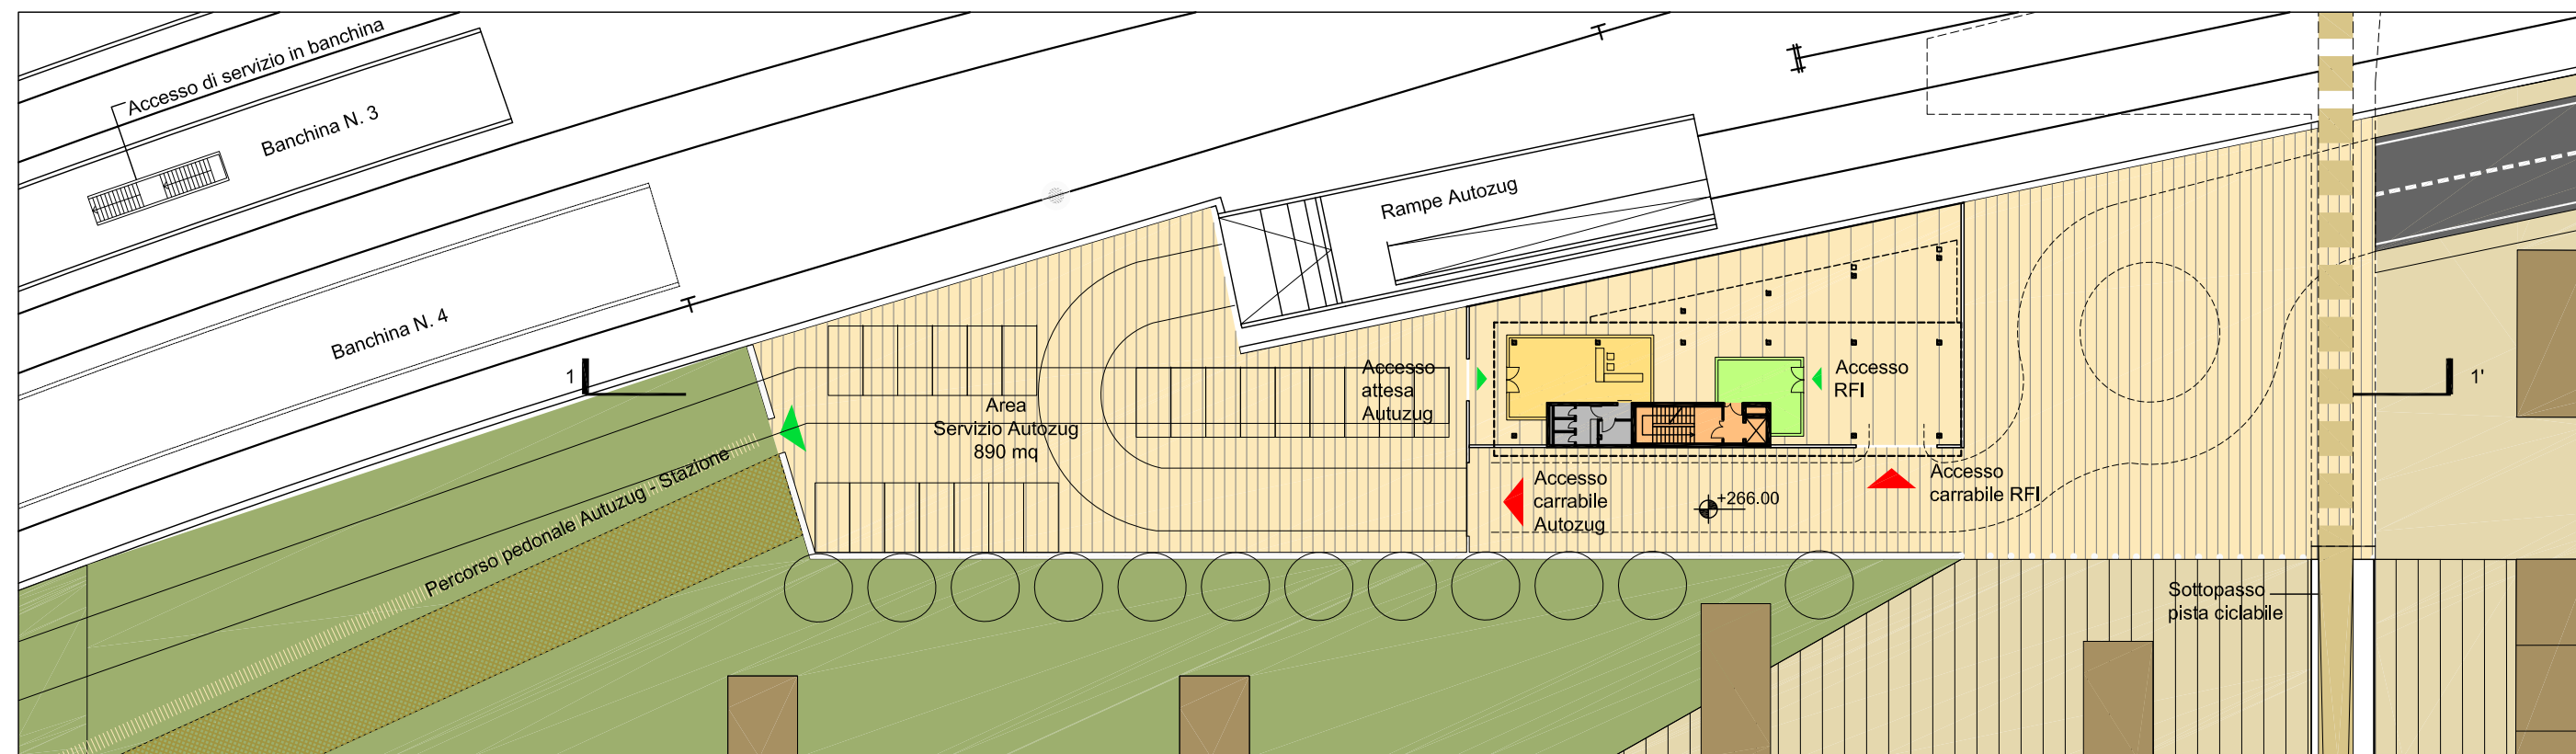 Accesso di servizio in banchina
Banchina N. 3
Banchina N. 4
Rampe Autozug
1
Area
Servizio Autozug
890 mq
Accesso
attesa
Autuzug
Accesso
RFI
1'
Percorso pedonale Autuzug - Stazione
Accesso
carrabile
Autozug
+266.00
Accesso
carrabile RFI
Sottopasso
pista ciclabile